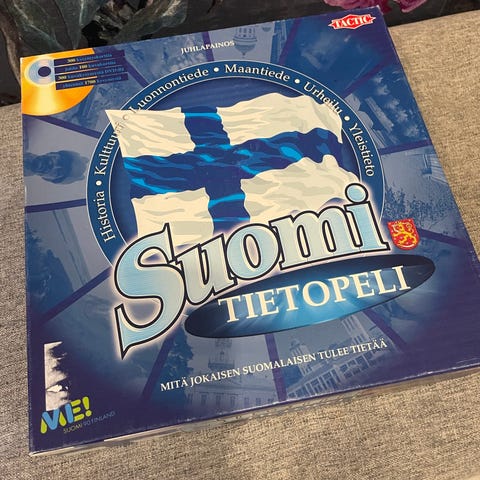 TACTIC
JUHLAPAINOS
Historia • Kulttuuri • Luonnontiede • Maantiede • Urheilu • Yleistieto
Suomi
TIETOPELI
MITÄ JOKAISEN SUOMALAISEN TULEE TIETÄÄ
ME!
SUOMI 90 FINLAND